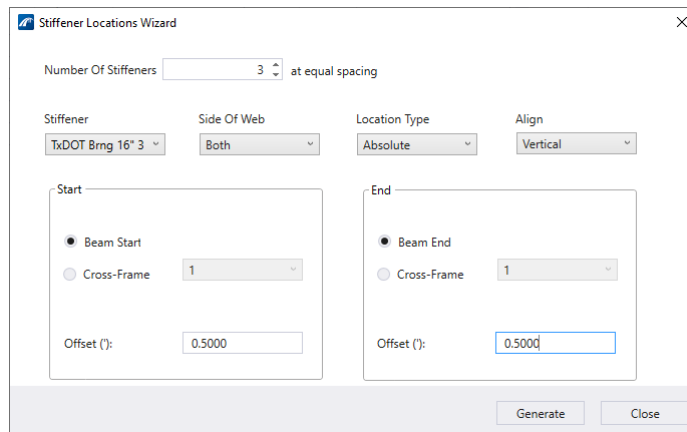 Stiffener Locations Wizard
Number Of Stiffeners 3 at equal spacing
Stiffener Side Of Web Location Type Align
TxDOT Brng 16" 3 Both Absolute Vertical
Start End
Beam Start Beam End
Cross-Frame 1 Cross-Frame 1
Offset ('): 0.5000 Offset ('): 0.5000
Generate Close